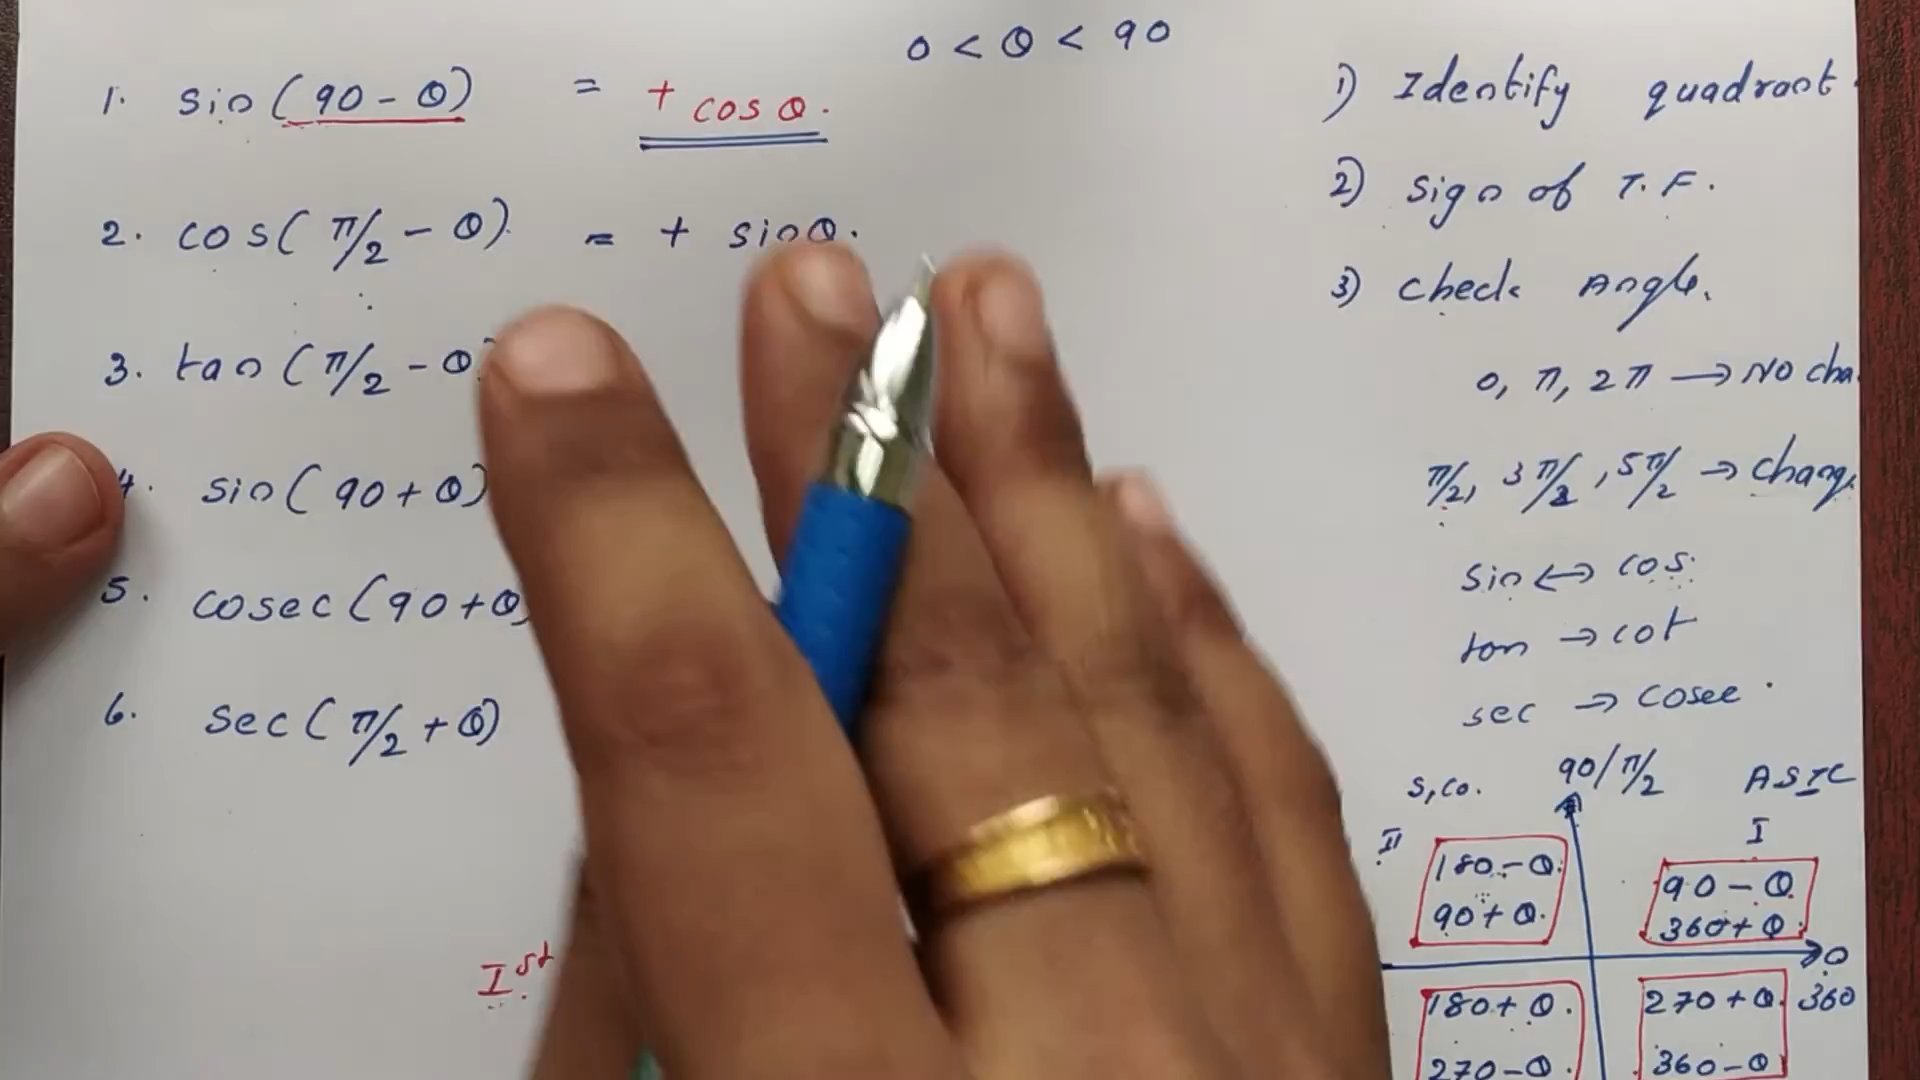 0 < θ < 90
1. sin(90 - θ) = + cos θ.
2. cos(π/2 - θ) = + sinθ.
3. tan(π/2 - θ)
4. sin(90 + θ)
5. cosec(90 + θ)
6. sec(π/2 + θ)
Ist
1) Identify quadrant.
2) Sign of T.F.
3) Check Angle.
0, π, 2π → No cha
π/2, 3π/2, 5π/2 → Chang
sin ↔ cos.
tan → cot
sec → cosec.
S, Co. 90/π/2 ASTC
II I
180 - θ. 90 - θ.
90 + θ. 360 + θ.
0
180 + θ. 270 + θ. 360
270 - θ. 360 - θ